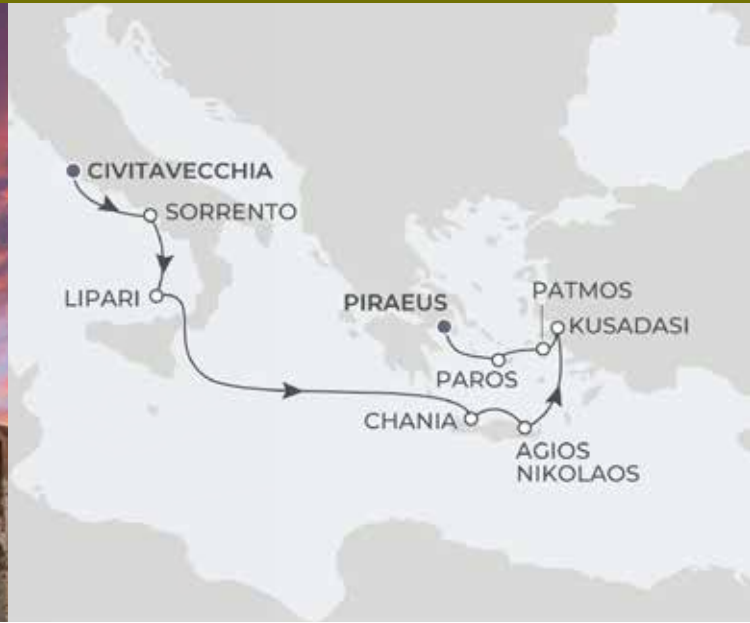 CIVITAVECCHIA
SORRENTO
LIPARI
PIRAEUS
PATMOS
KUSADASI
PAROS
CHANIA
AGIOS
NIKOLAOS